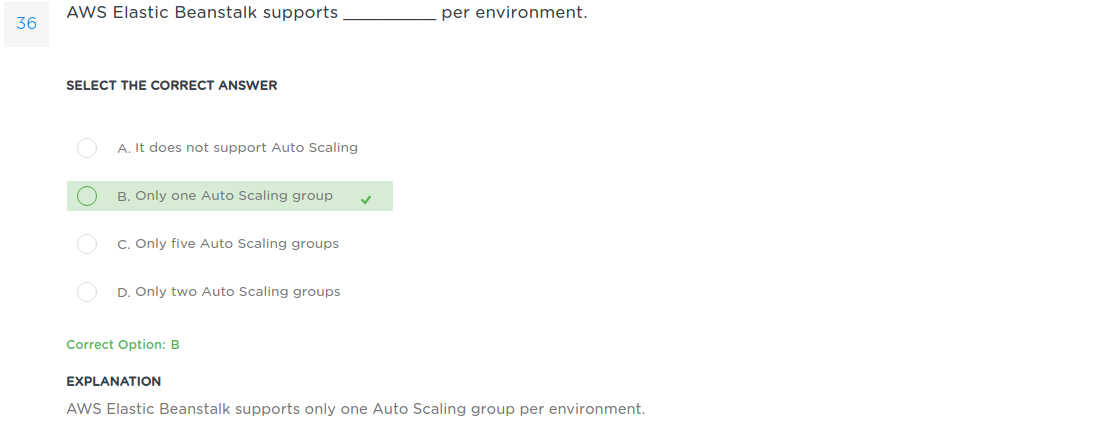 36
AWS Elastic Beanstalk supports __________ per environment.
SELECT THE CORRECT ANSWER
A. It does not support Auto Scaling
B. Only one Auto Scaling group
C. Only five Auto Scaling groups
D. Only two Auto Scaling groups
Correct Option: B
EXPLANATION
AWS Elastic Beanstalk supports only one Auto Scaling group per environment.